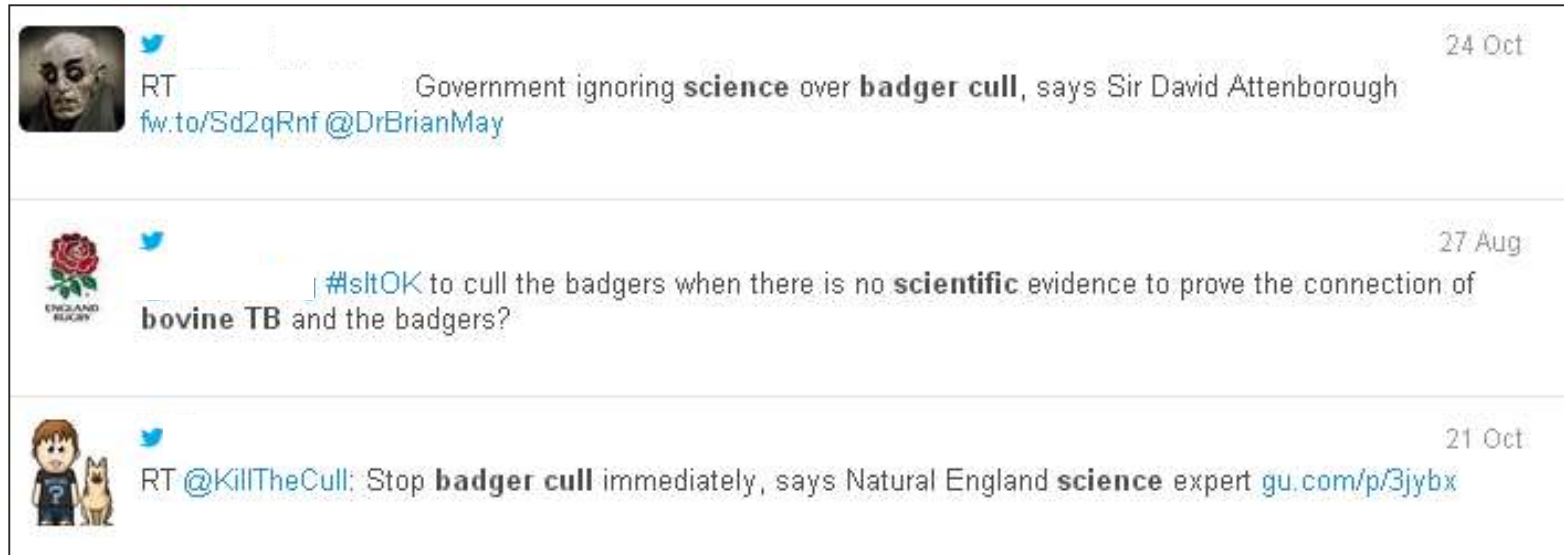 24 Oct
RT Government ignoring science over badger cull, says Sir David Attenborough
fw.to/Sd2qRnf @DrBrianMay
27 Aug
#IsItOK to cull the badgers when there is no scientific evidence to prove the connection of
bovine TB and the badgers?
ENGLAND
RUGBY
21 Oct
RT @KillTheCull: Stop badger cull immediately, says Natural England science expert gu.com/p/3jybx
?